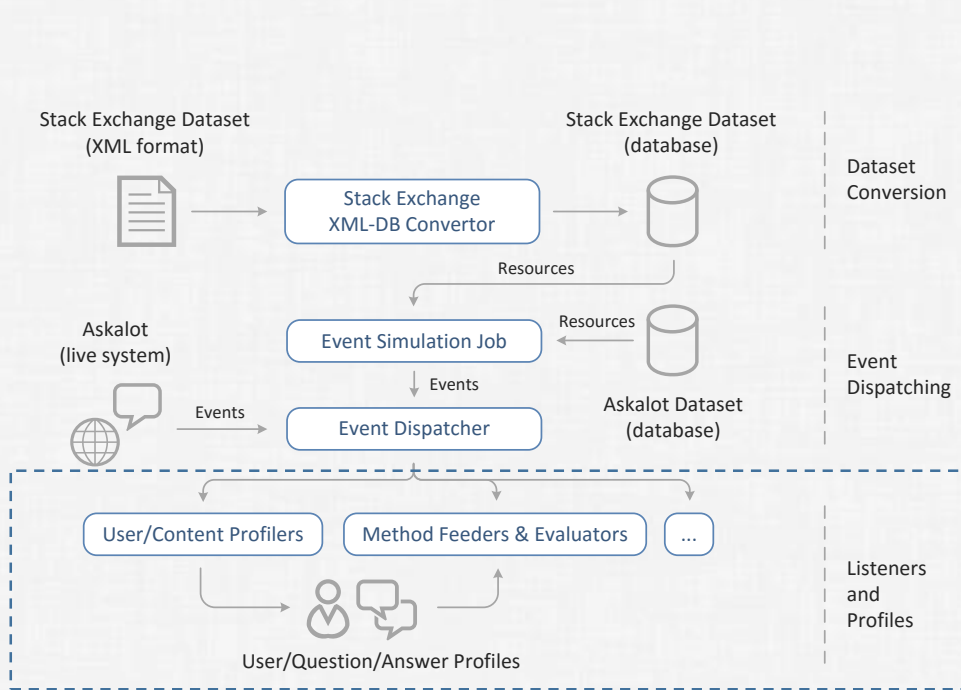 Stack Exchange Dataset
(XML format)
Stack Exchange Dataset
(database)
Dataset
Conversion
Stack Exchange
XML-DB Convertor
Resources
Askalot
(live system)
Event Simulation Job
Resources
Event
Dispatching
Events
Askalot Dataset
(database)
Events
Event Dispatcher
User/Content Profilers
Method Feeders & Evaluators
...
Listeners
and
Profiles
User/Question/Answer Profiles